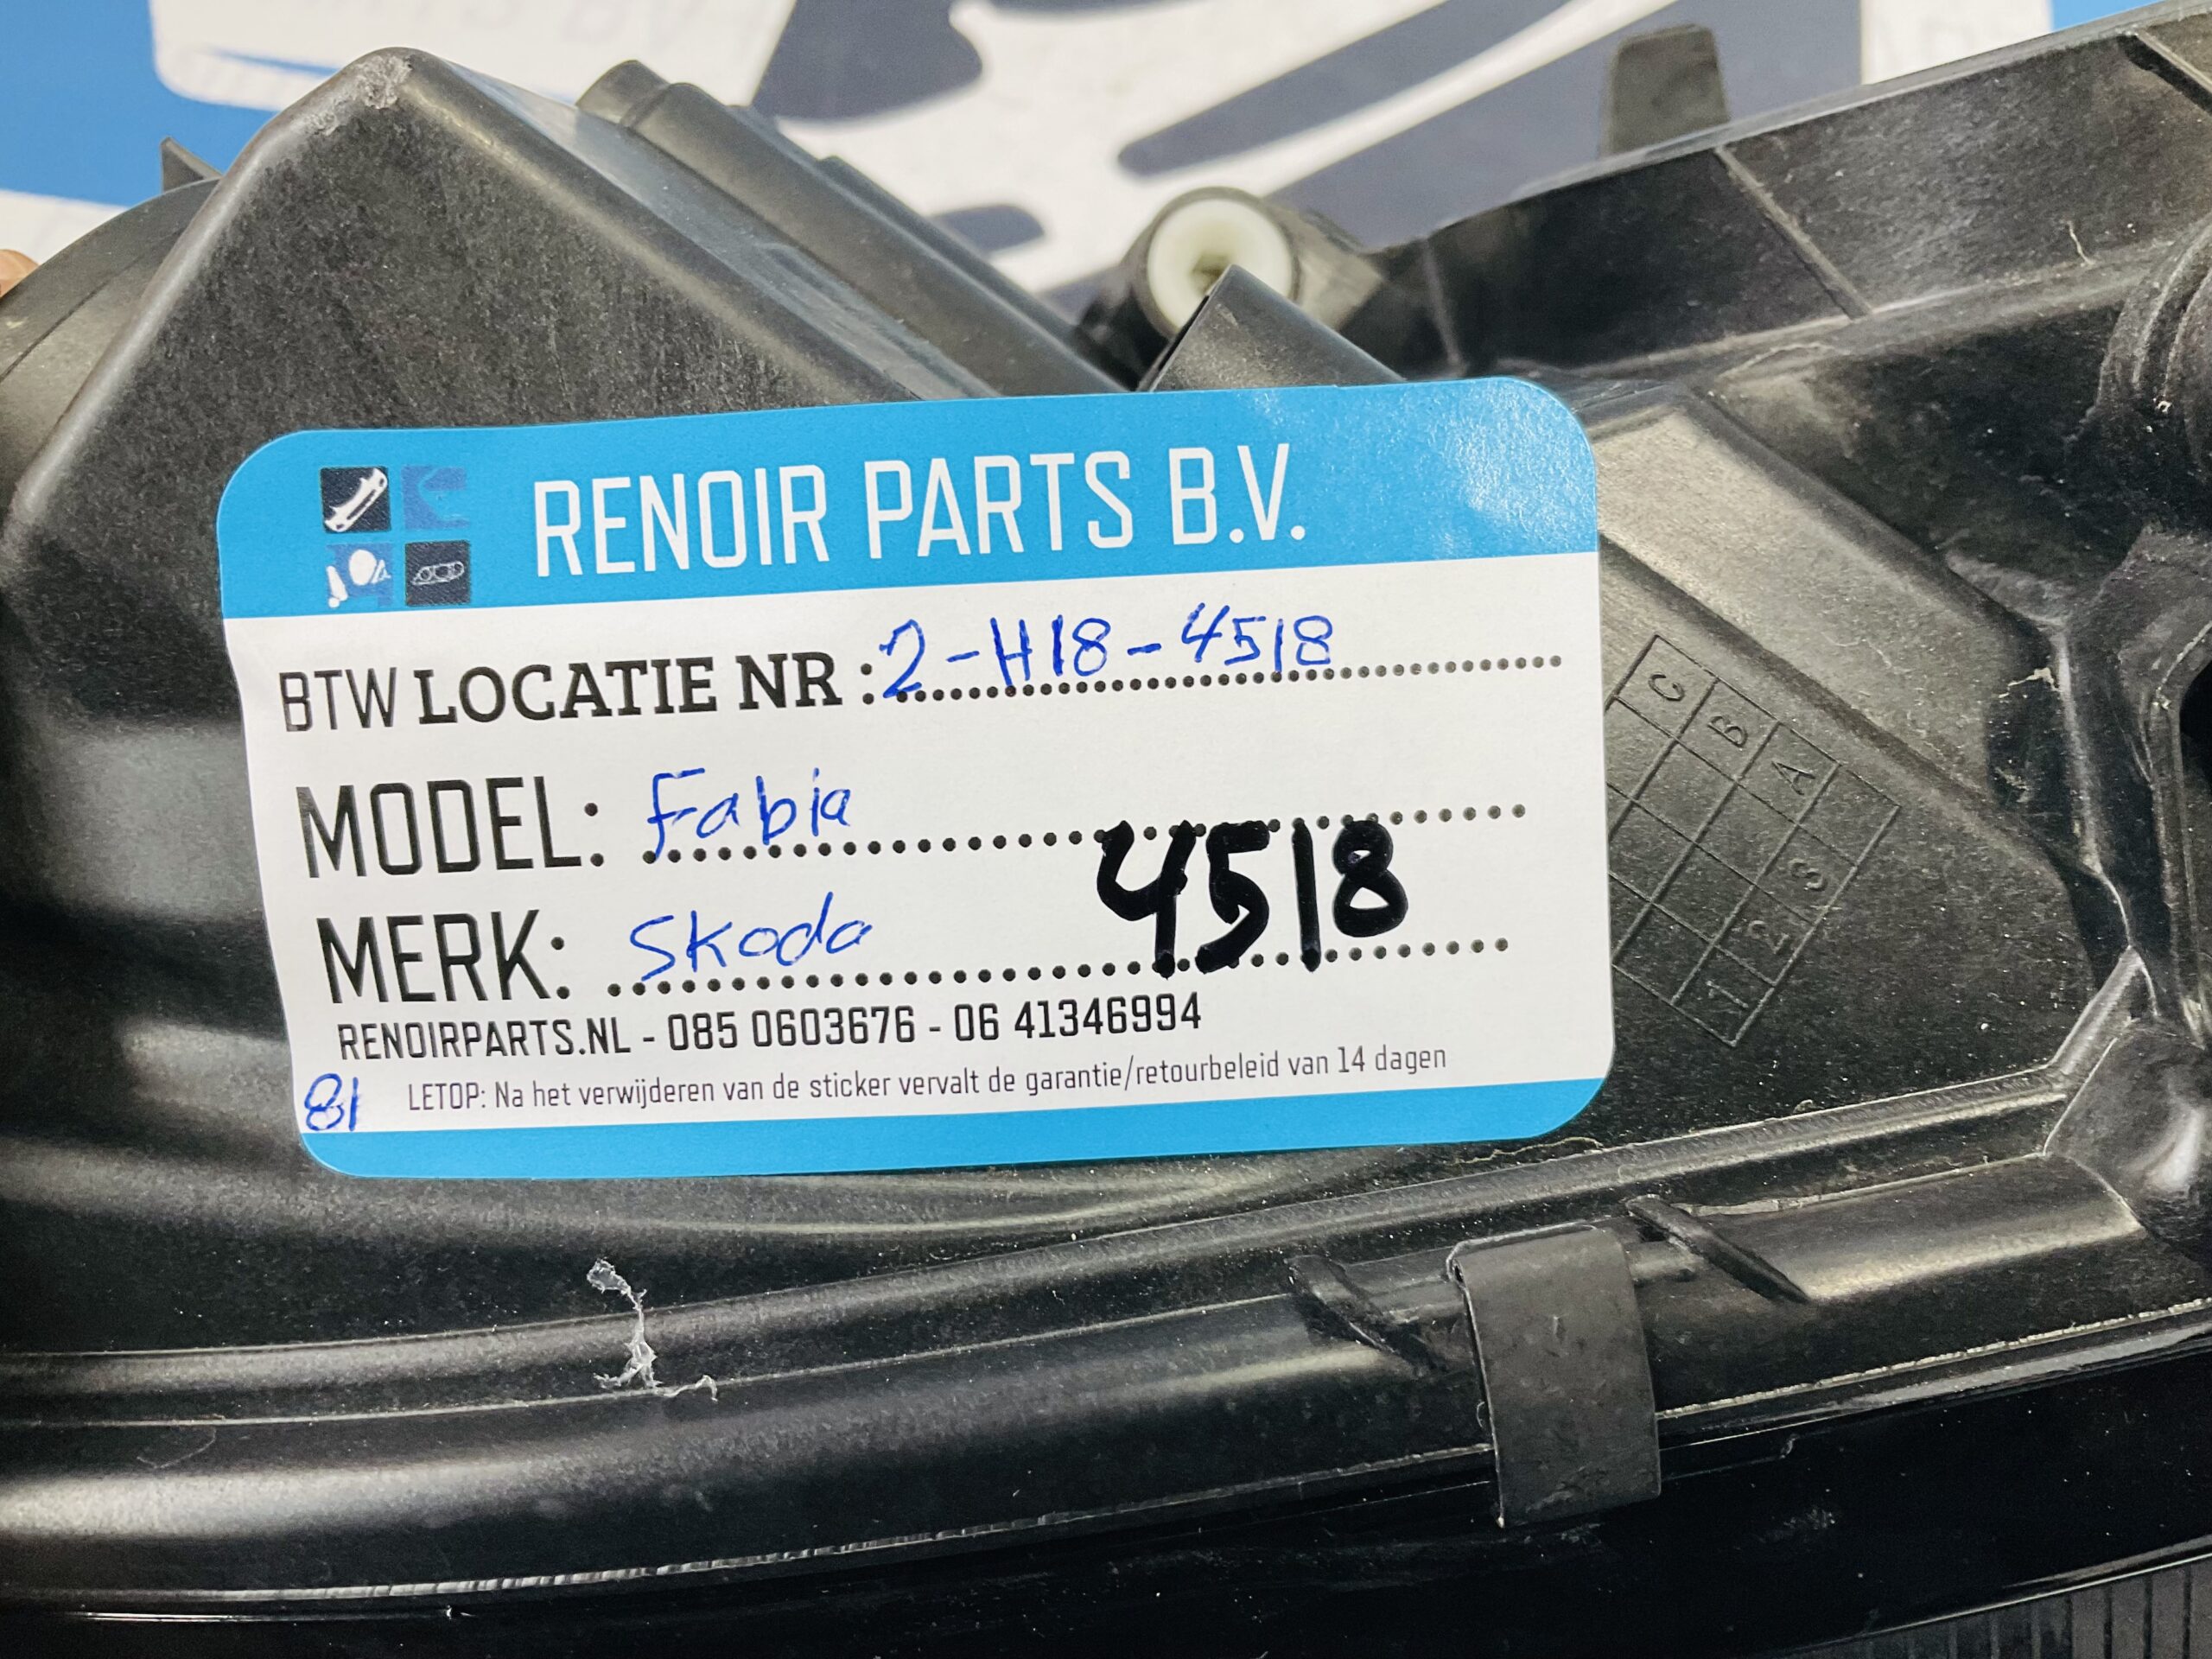 RENOIR PARTS B.V.
BTW LOCATIE NR : 2-H18-4518
MODEL: Fabia
4518
MERK: Skoda
RENOIRPARTS.NL - 085 0603676 - 06 41346994
81 LETOP: Na het verwijderen van de sticker vervalt de garantie/retourbeleid van 14 dagen
C B A
1 2 3